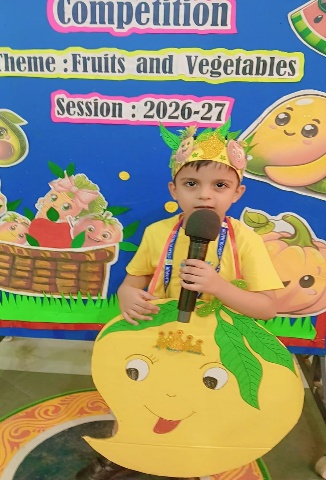 Competition
Theme : Fruits and Vegetables
Session : 2026-27